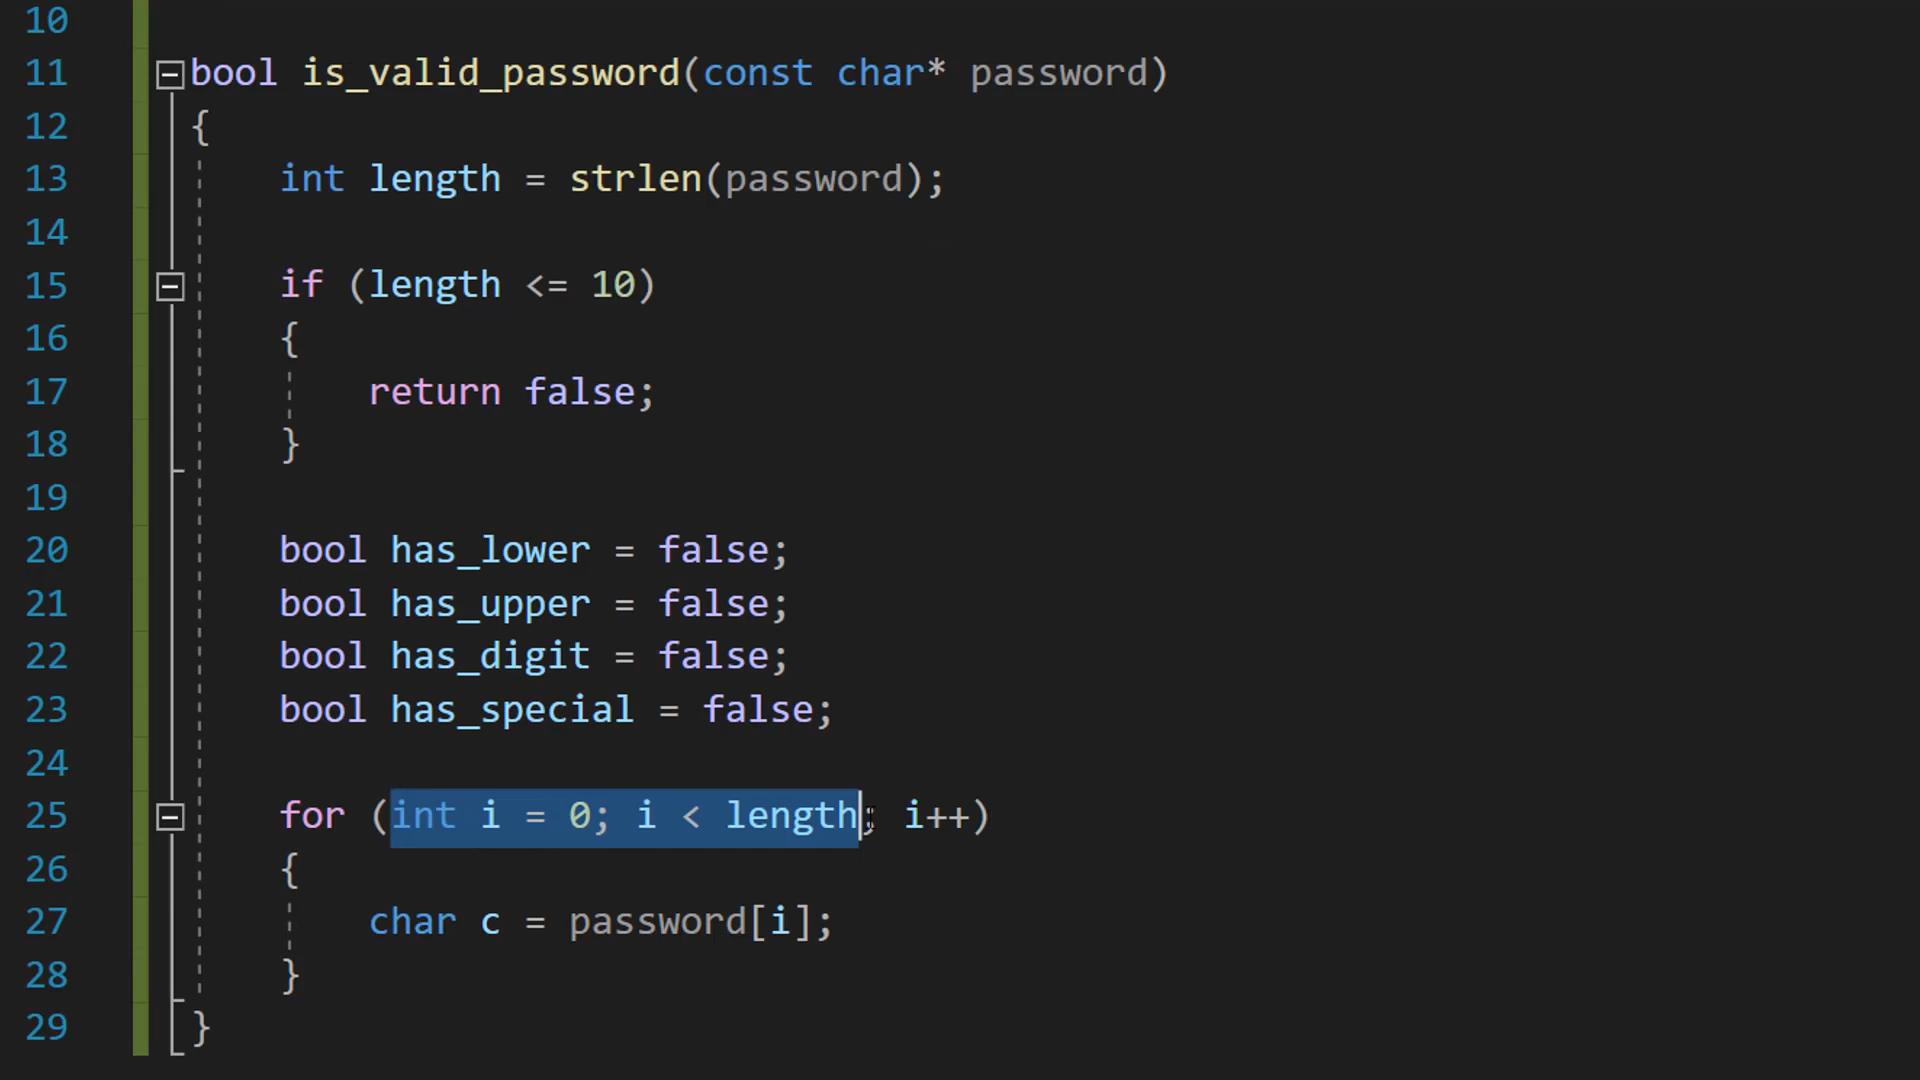 10
11 bool is_valid_password(const char* password)
12 {
13 int length = strlen(password);
14
15 if (length <= 10)
16 {
17 return false;
18 }
19
20 bool has_lower = false;
21 bool has_upper = false;
22 bool has_digit = false;
23 bool has_special = false;
24
25 for (int i = 0; i < length; i++)
26 {
27 char c = password[i];
28 }
29 }